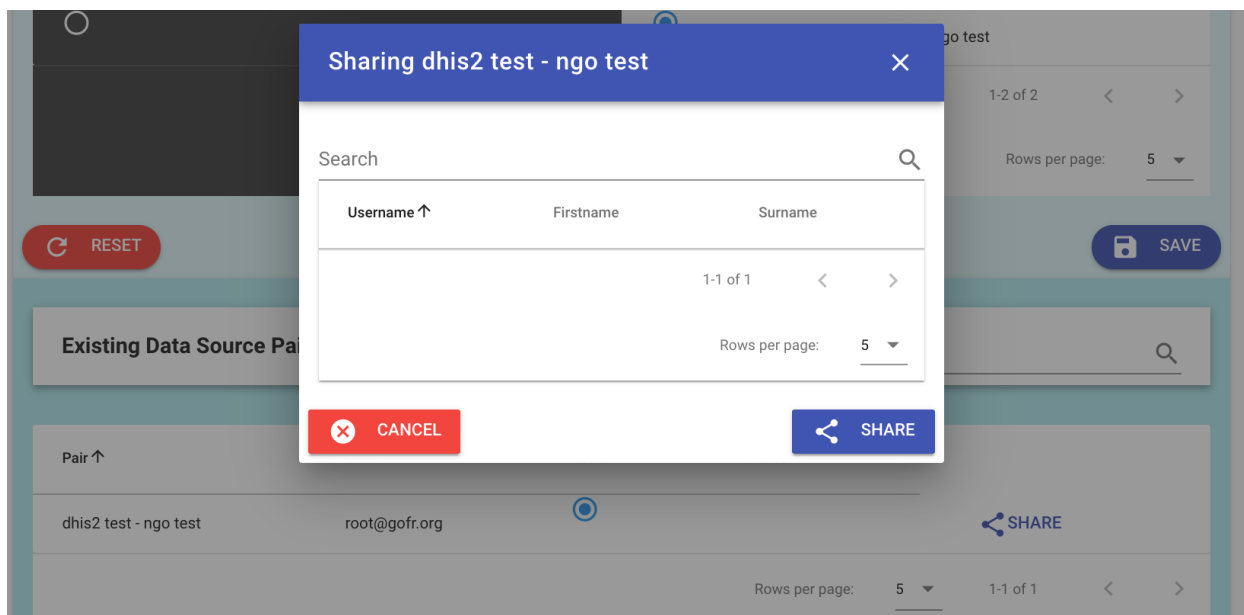 go test
Sharing dhis2 test - ngo test
1-2 of 2
Search
Rows per page: 5
Username Firstname Surname
RESET
SAVE
1-1 of 1
Existing Data Source Pai
Rows per page: 5
CANCEL
SHARE
Pair
dhis2 test - ngo test root@gofr.org SHARE
Rows per page: 5 1-1 of 1